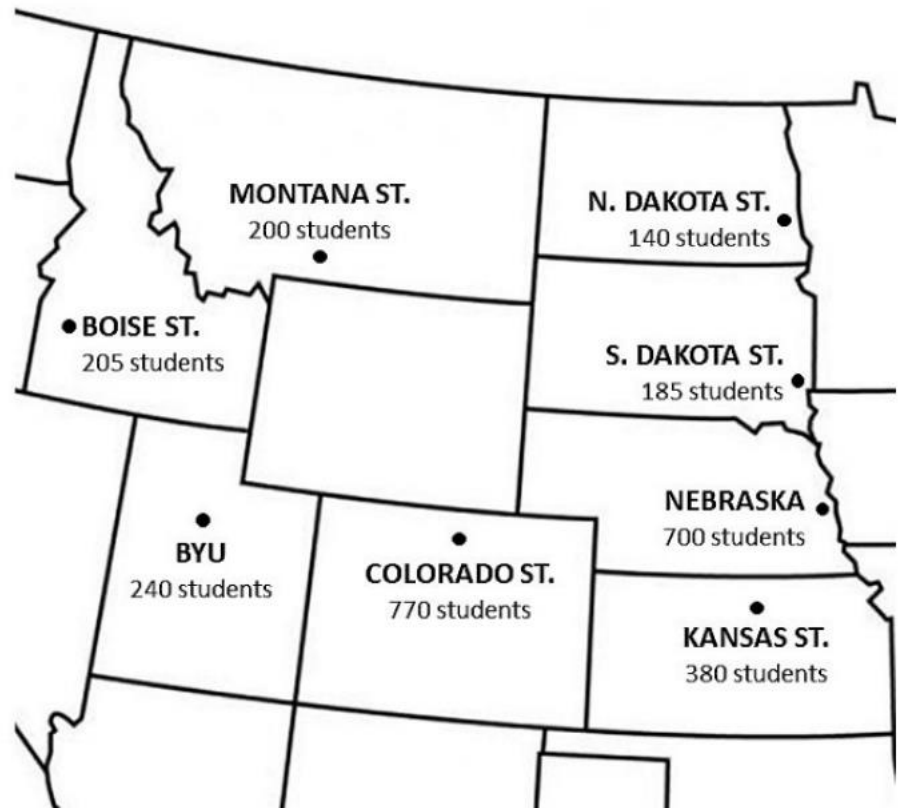 MONTANA ST.
200 students
N. DAKOTA ST.
140 students
BOISE ST.
205 students
S. DAKOTA ST.
185 students
NEBRASKA
700 students
BYU
240 students
COLORADO ST.
770 students
KANSAS ST.
380 students